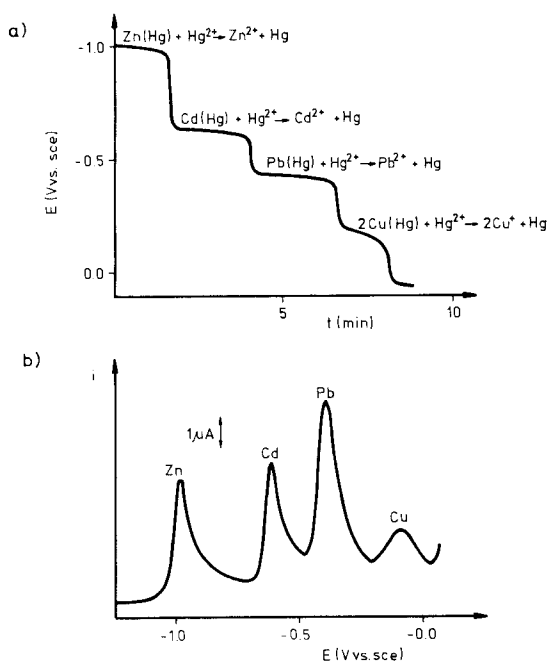 a)
Zn(Hg) + Hg²⁺ → Zn²⁺ + Hg
-1.0
Cd(Hg) + Hg²⁺ → Cd²⁺ + Hg
-0.5
Pb(Hg) + Hg²⁺ → Pb²⁺ + Hg
2Cu(Hg) + Hg²⁺ → 2Cu⁺ + Hg
0.0
E (V vs. sce)
5
10
t (min)
b)
i
Pb
1μA
Cd
Zn
Cu
-1.0
-0.5
-0.0
E (V vs. sce)